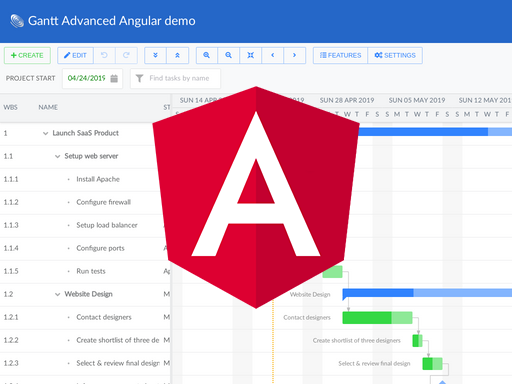 Gantt Advanced Angular demo
CREATE EDIT FEATURES SETTINGS
PROJECT START 04/24/2019 Find tasks by name
SUN 14 APR 2019 SUN 28 APR 2019 SUN 05 MAY 2019 SUN 12 MAY
WBS NAME
T W T F S S M T W T F S S M T W T F S S M T W T F
1 Launch SaaS Product
1.1 Setup web server
1.1.1 Install Apache
1.1.2 Configure firewall
1.1.3 Setup load balancer
1.1.4 Configure ports
1.1.5 Run tests
1.2 Website Design Website Design
1.2.1 Contact designers Contact designers
1.2.2 Create shortlist of three de Create shortlist of three designers
1.2.3 Select & review final design Select & review final design